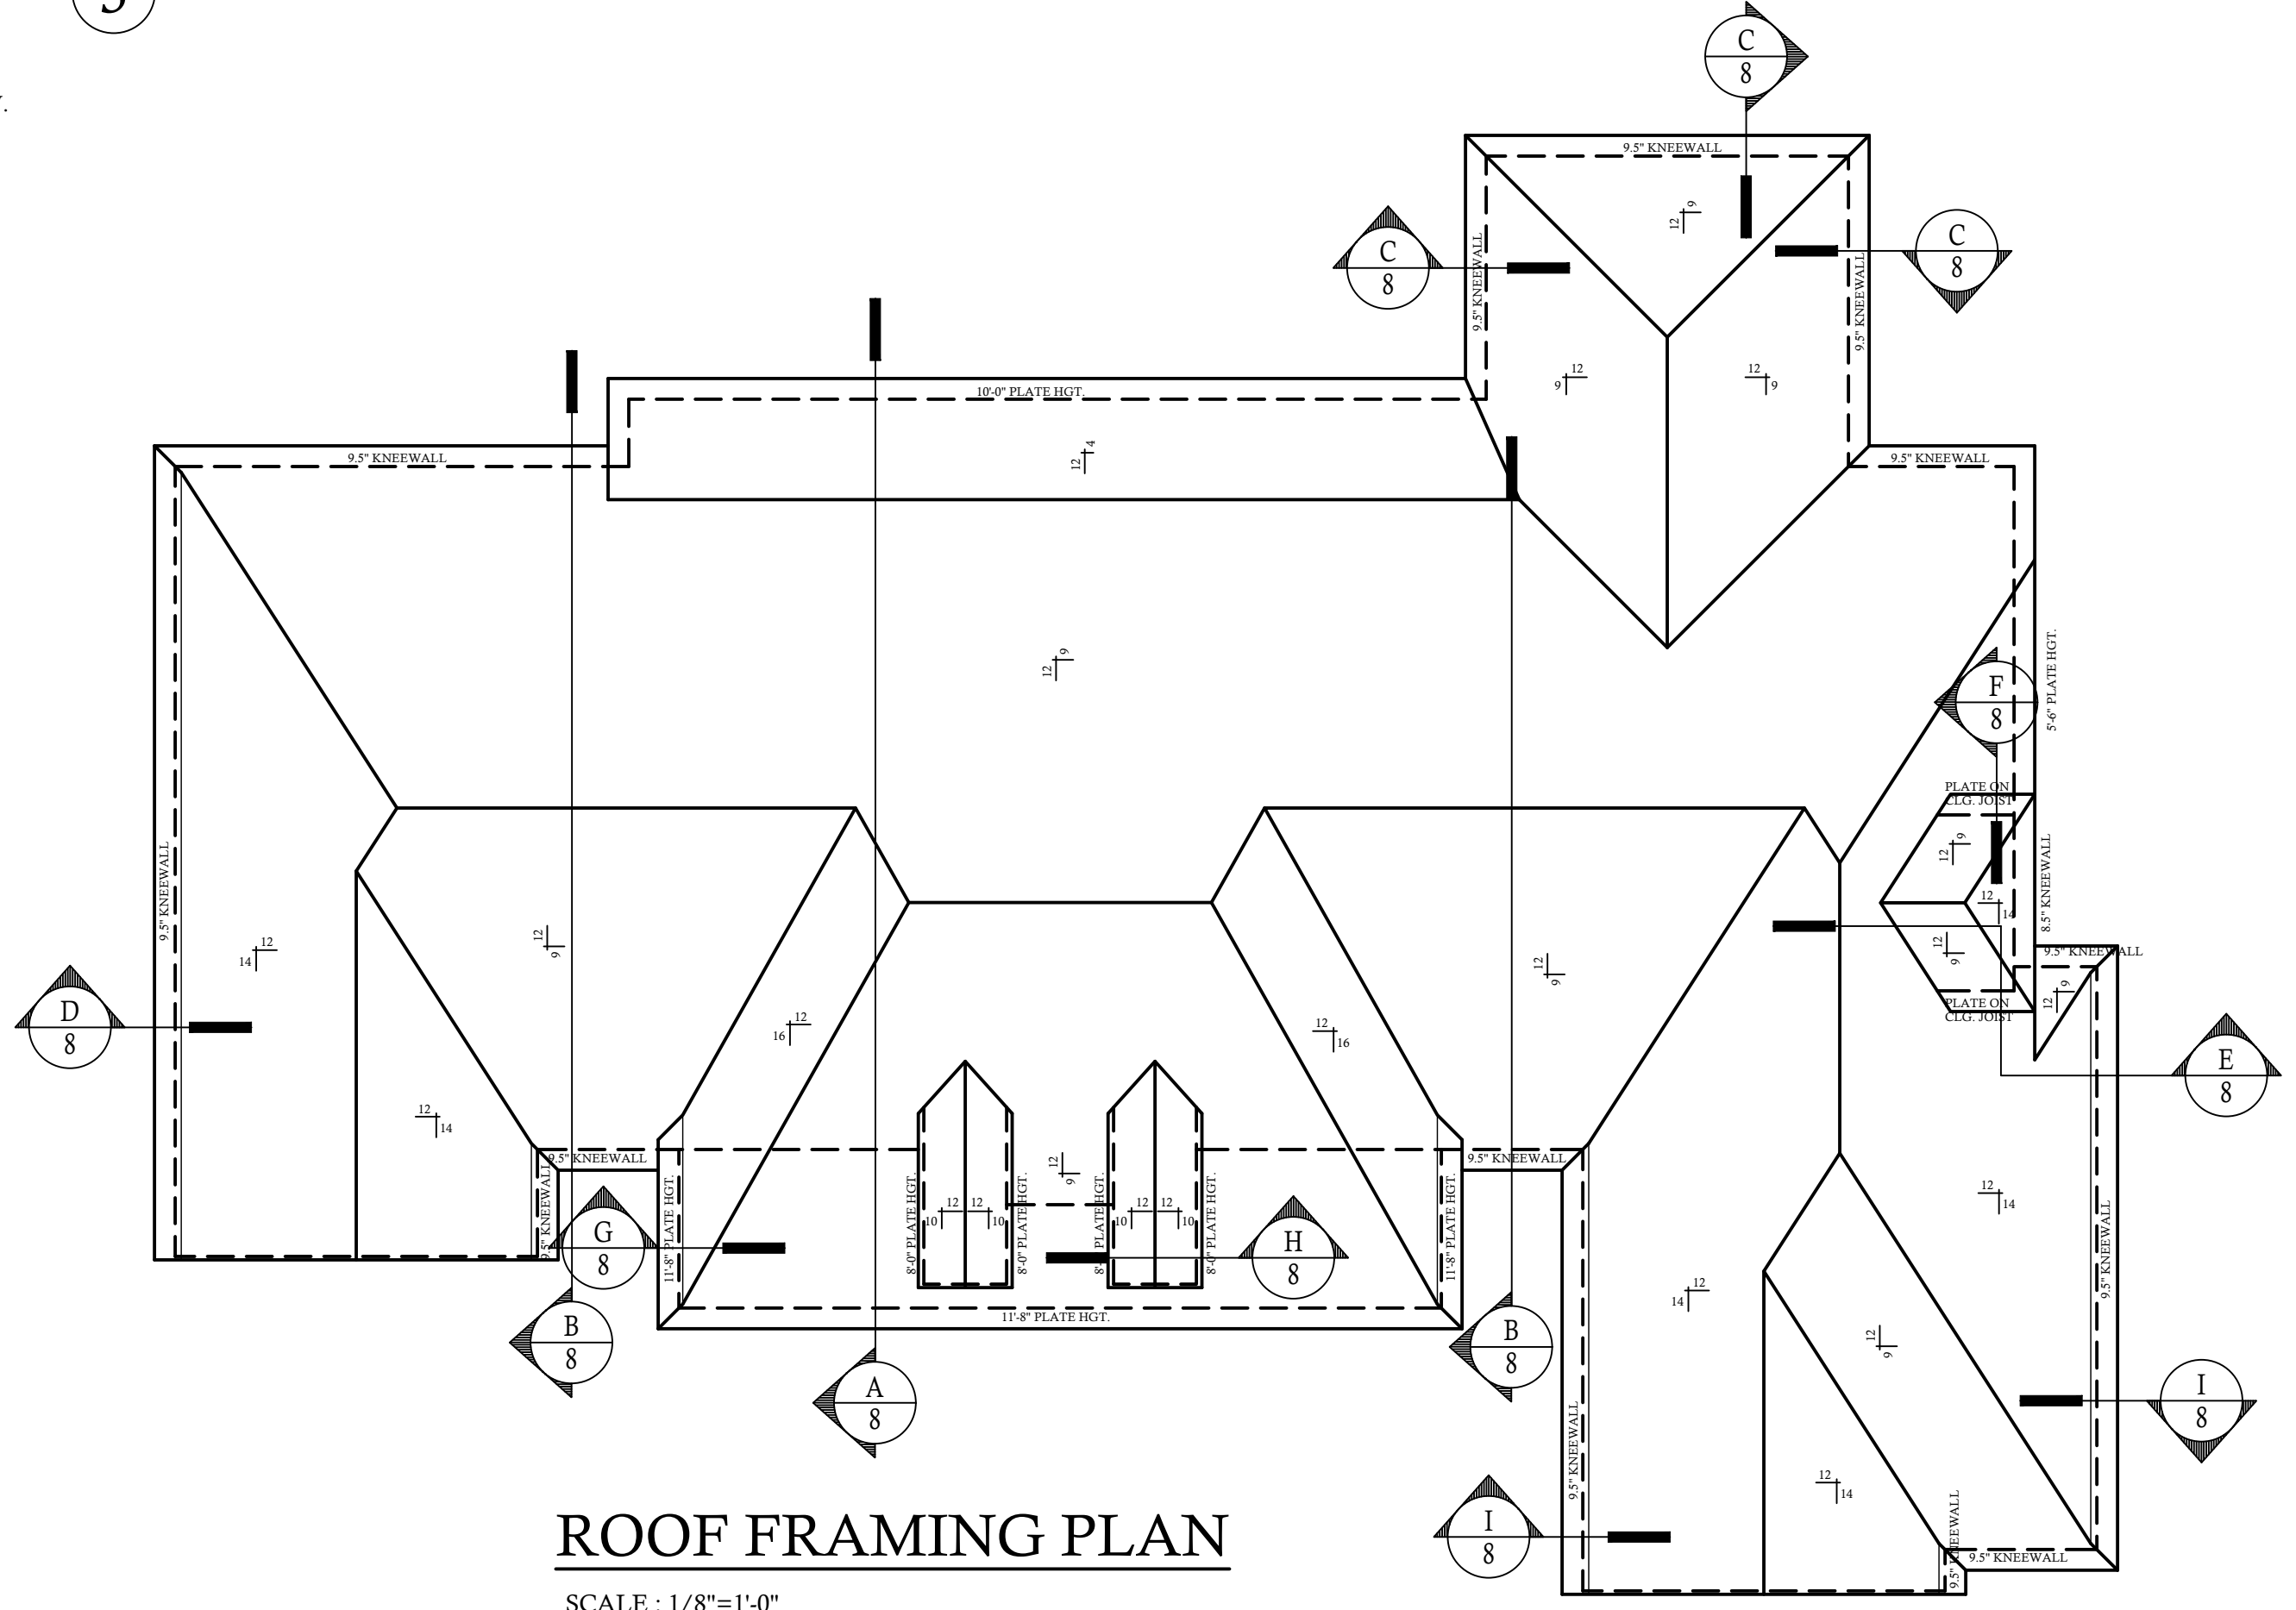 C
8
9.5" KNEEWALL
12
9
C
8
9.5" KNEEWALL
9.5" KNEEWALL
C
8
12
9
12
9
10'-0" PLATE HGT.
12
4
9.5" KNEEWALL
9.5" KNEEWALL
12
9
F
8
5'-6" PLATE HGT.
PLATE ON
CLG. JOIST
12
9
8.5" KNEEWALL
9.5" KNEEWALL
12
14
12
9
12
14
12
9
12
9
9.5" KNEEWALL
12
9
PLATE ON
CLG. JOIST
D
8
12
16
12
16
E
8
12
14
9.5" KNEEWALL
9.5" KNEEWALL
12
9
9.5" KNEEWALL
11'-8" PLATE HGT.
8'-0" PLATE HGT.
12
10
12
10
8'-0" PLATE HGT.
8'-0" PLATE HGT.
12
10
12
10
8'-0" PLATE HGT.
11'-8" PLATE HGT.
12
14
9.5" KNEEWALL
G
8
H
8
12
14
11'-8" PLATE HGT.
B
8
B
8
12
9
A
8
I
8
9.5" KNEEWALL
12
14
I
8
9.5" KNEEWALL
9.5" KNEEWALL
ROOF FRAMING PLAN
SCALE : 1/8"=1'-0"